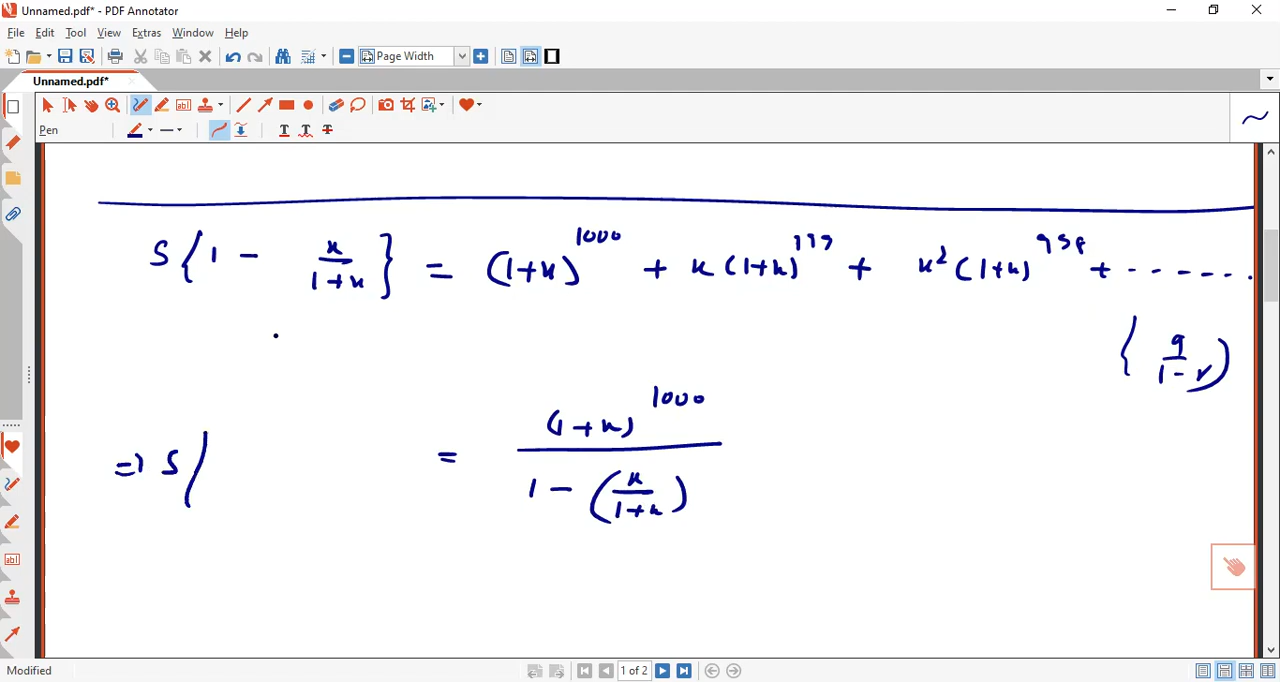 Unnamed.pdf* - PDF Annotator
File Edit Tool View Extras Window Help
Page Width
Unnamed.pdf*
Pen
S{1 - x/(1+x)} = (1+x)^1000 + x(1+x)^999 + x^2(1+x)^998 + ......
{a/(1-r))
=) S( = (1+x)^1000/(1-(x/(1+x)))
Modified
1 of 2